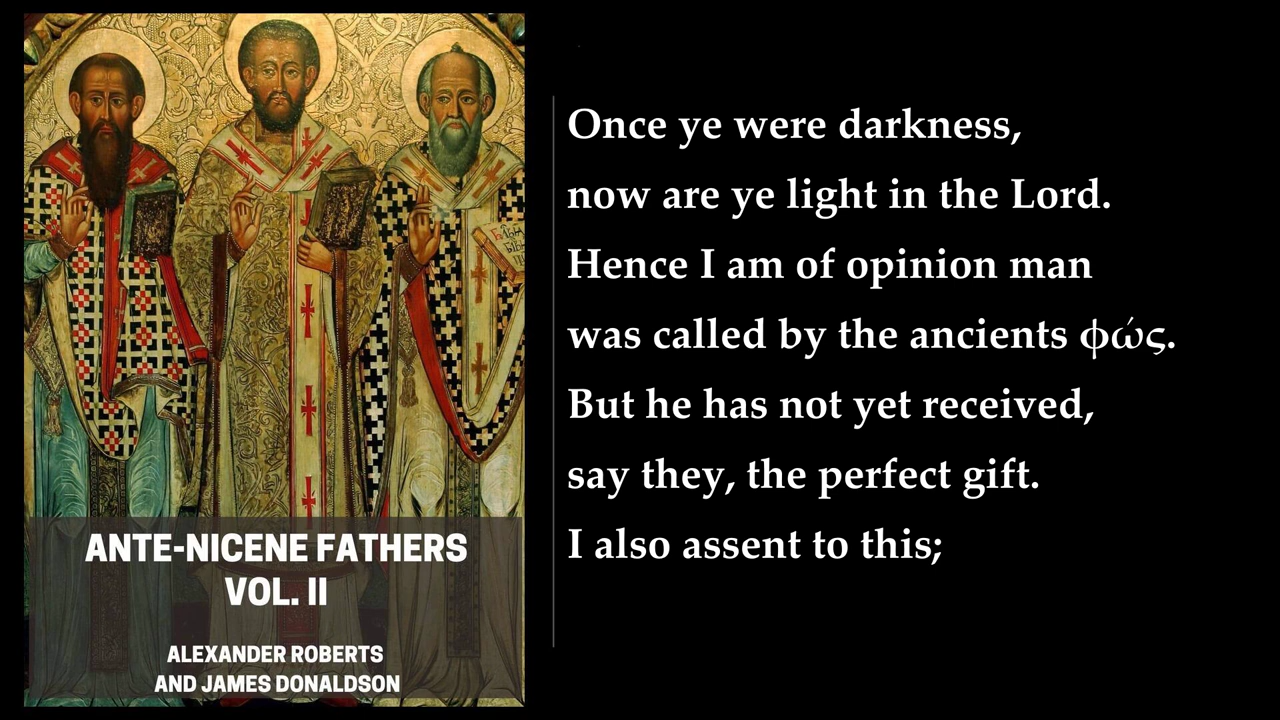 ANTE-NICENE FATHERS
VOL. II
ALEXANDER ROBERTS
AND JAMES DONALDSON
Once ye were darkness,
now are ye light in the Lord.
Hence I am of opinion man
was called by the ancients φώς.
But he has not yet received,
say they, the perfect gift.
I also assent to this;